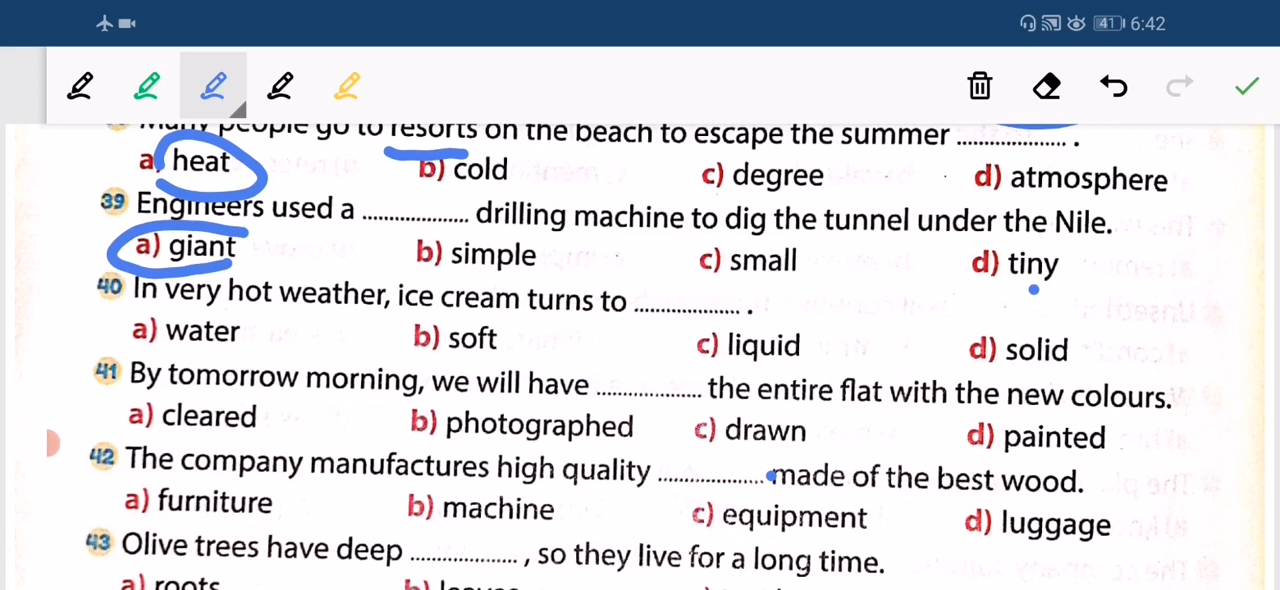 41 6:42
Many people go to resorts on the beach to escape the summer .................... .
a) heat b) cold c) degree d) atmosphere
39 Engineers used a .................... drilling machine to dig the tunnel under the Nile.
a) giant b) simple c) small d) tiny
40 In very hot weather, ice cream turns to .................... .
a) water b) soft c) liquid d) solid
41 By tomorrow morning, we will have .................... the entire flat with the new colours.
a) cleared b) photographed c) drawn d) painted
42 The company manufactures high quality .................... made of the best wood.
a) furniture b) machine c) equipment d) luggage
43 Olive trees have deep .................... , so they live for a long time.
a) roots b) leaves